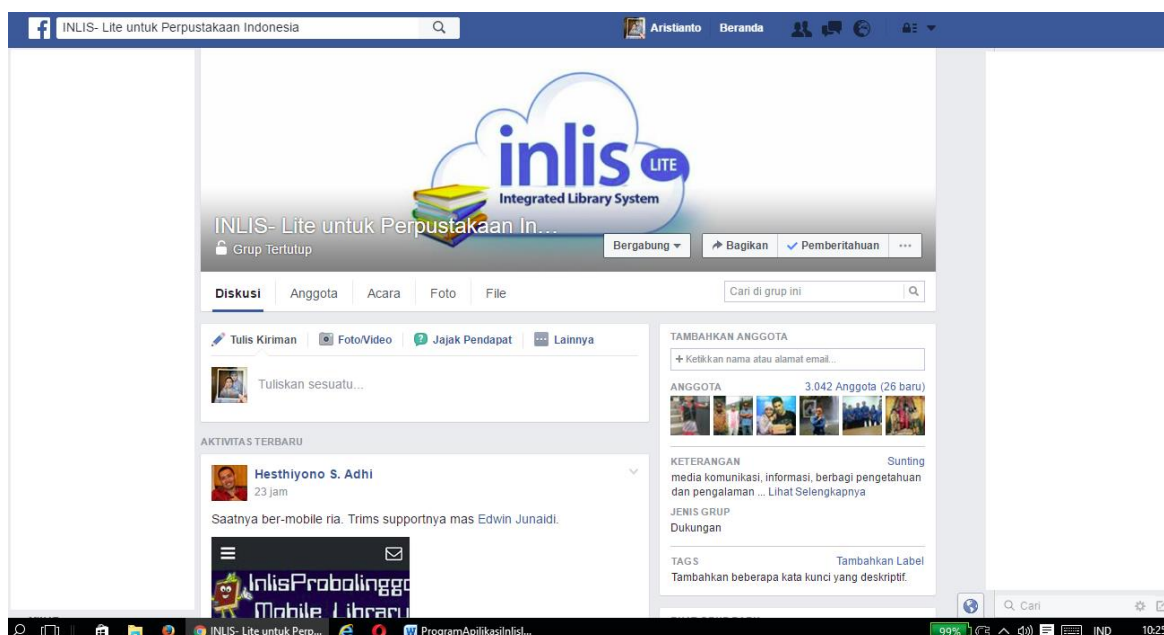 INLIS- Lite untuk Perpustakaan Indonesia
Aristianto Beranda
inlis LITE
Integrated Library System
INLIS- Lite untuk Perpustakaan In...
Grup Tertutup
Bergabung Bagikan Pemberitahuan
Diskusi Anggota Acara Foto File
Cari di grup ini
Tulis Kiriman Foto/Video Jajak Pendapat Lainnya
Tuliskan sesuatu...
AKTIVITAS TERBARU
Hesthiyono S. Adhi
23 jam
Saatnya ber-mobile ria. Trims supportnya mas Edwin Junaidi.
InlisProbolinggo
Mobile Library
TAMBAHKAN ANGGOTA
+ Ketikkan nama atau alamat email...
ANGGOTA 3.042 Anggota (26 baru)
KETERANGAN Sunting
media komunikasi, informasi, berbagi pengetahuan
dan pengalaman ... Lihat Selengkapnya
JENIS GRUP
Dukungan
TAGS Tambahkan Label
Tambahkan beberapa kata kunci yang deskriptif.
Cari
INLIS- Lite untuk Perp... ProgramAplikasiInlisl...
99% IND 10:25